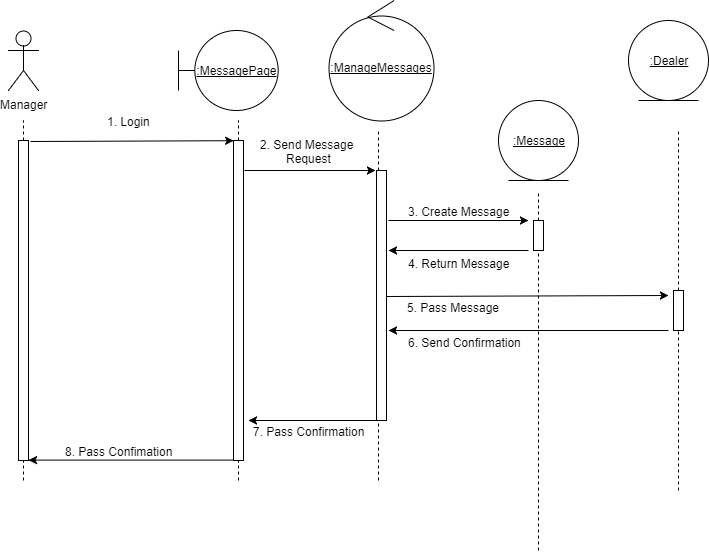 Manager
:MessagePage
:ManageMessages
:Message
:Dealer
1. Login
2. Send Message
Request
3. Create Message
4. Return Message
5. Pass Message
6. Send Confirmation
7. Pass Confirmation
8. Pass Confimation